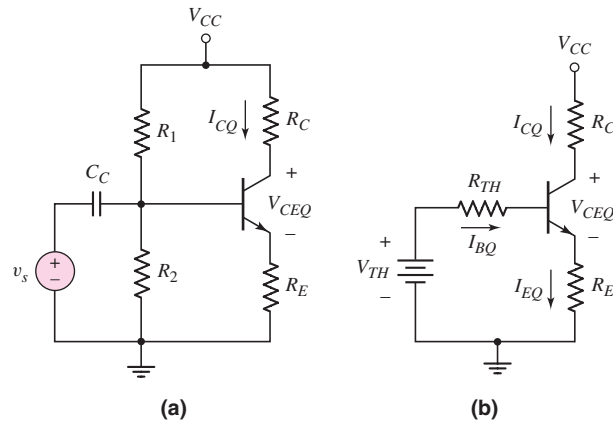 V_CC
I_CQ
R_C
R_1
C_C
+
V_CEQ
−
v_s
+
−
R_2
R_E
(a)
V_CC
I_CQ
R_C
R_TH
+
V_CEQ
−
I_BQ
+
V_TH
−
I_EQ
R_E
(b)